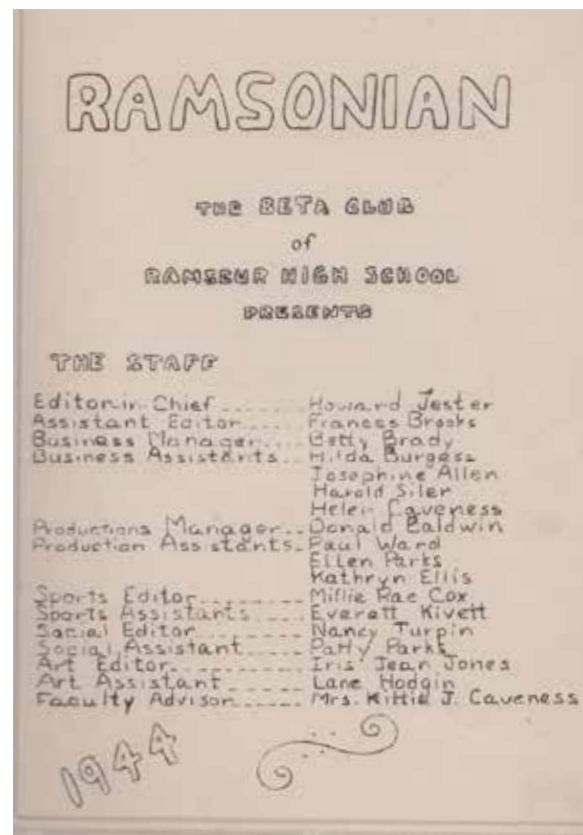 RAMSONIAN
THE BETA CLUB
of
RAMSEUR HIGH SCHOOL
PRESENTS
THE STAFF
Editor in Chief ....... Howard Jester
Assistant Editor ..... Frances Brooks
Business Manager .... Betty Brady
Business Assistants .. Hilda Burgess
Josephine Allen
Harold Siler
Helen Caveness
Productions Manager .. Donald Baldwin
Production Assistants . Paul Ward
Ellen Parks
Kathryn Ellis
Sports Editor ........ Millie Rae Cox
Sports Assistants ..... Everett Kivett
Social Editor ........ Nancy Turpin
Social Assistant ..... Patty Parks
Art Editor .......... Iris Jean Jones
Art Assistant ...... Lane Hodgin
Faculty Advisor ..... Mrs. Kittie J. Caveness
1944